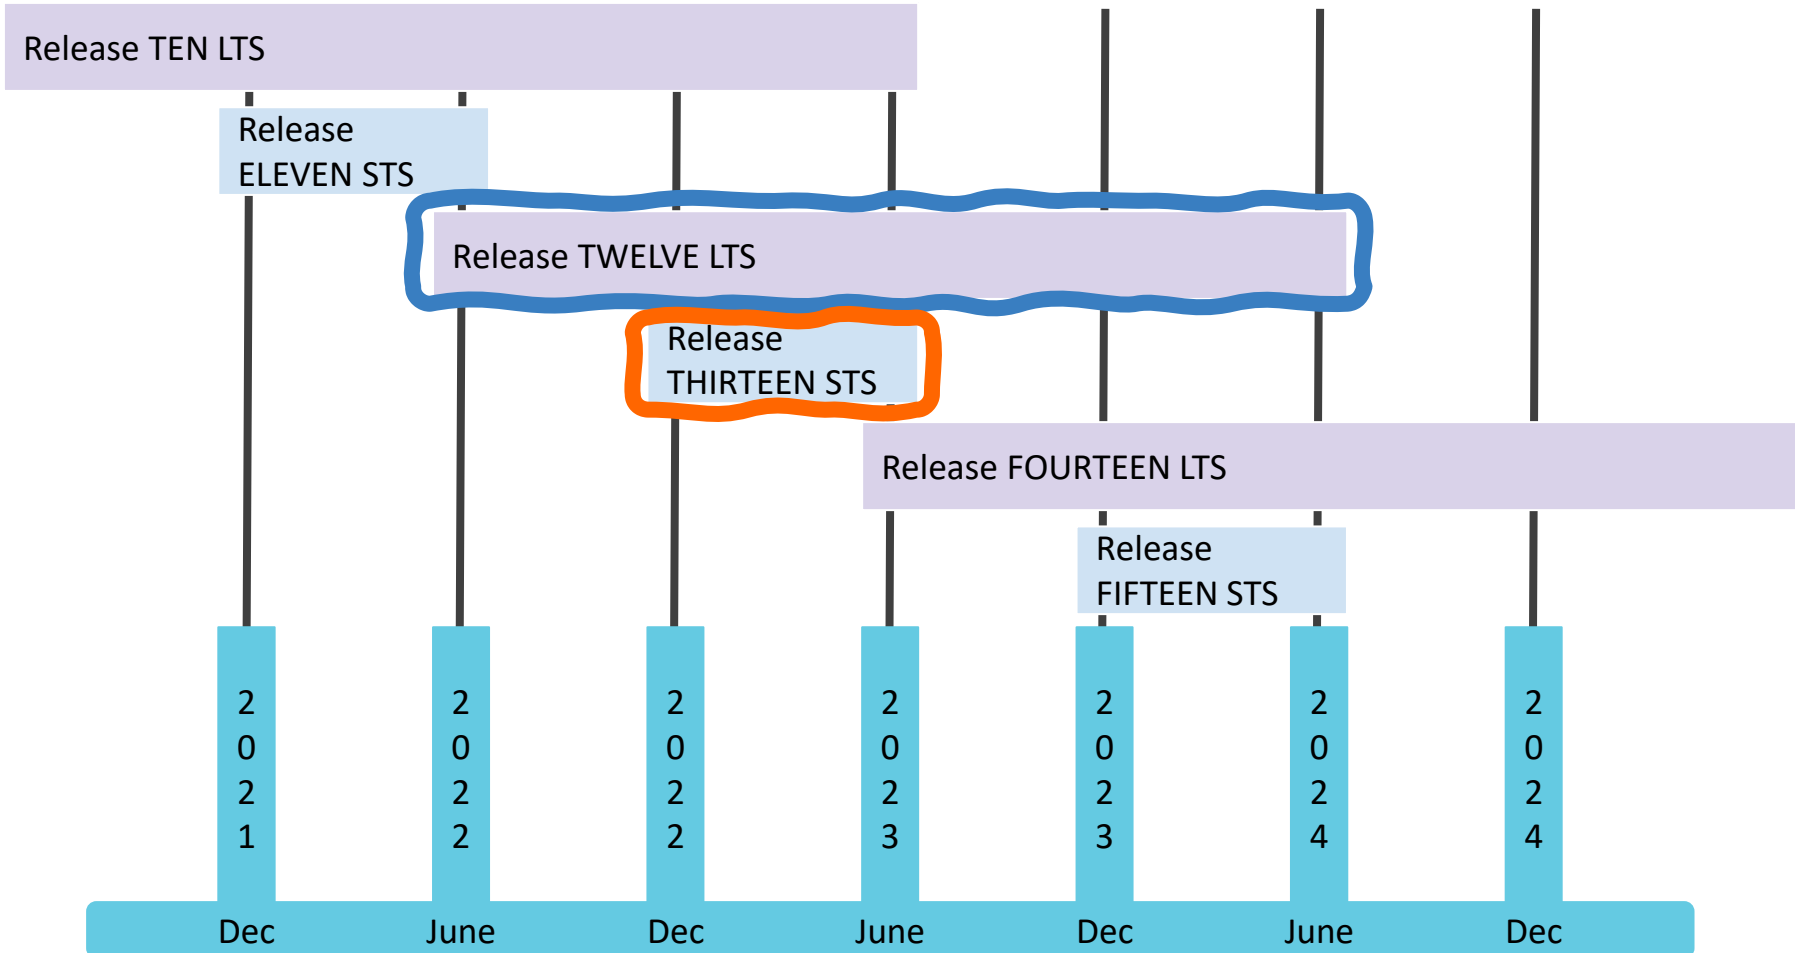 Release TEN LTS
Release
ELEVEN STS
Release TWELVE LTS
Release
THIRTEEN STS
Release FOURTEEN LTS
Release
FIFTEEN STS
2021
2022
2022
2023
2023
2024
2024
Dec
June
Dec
June
Dec
June
Dec